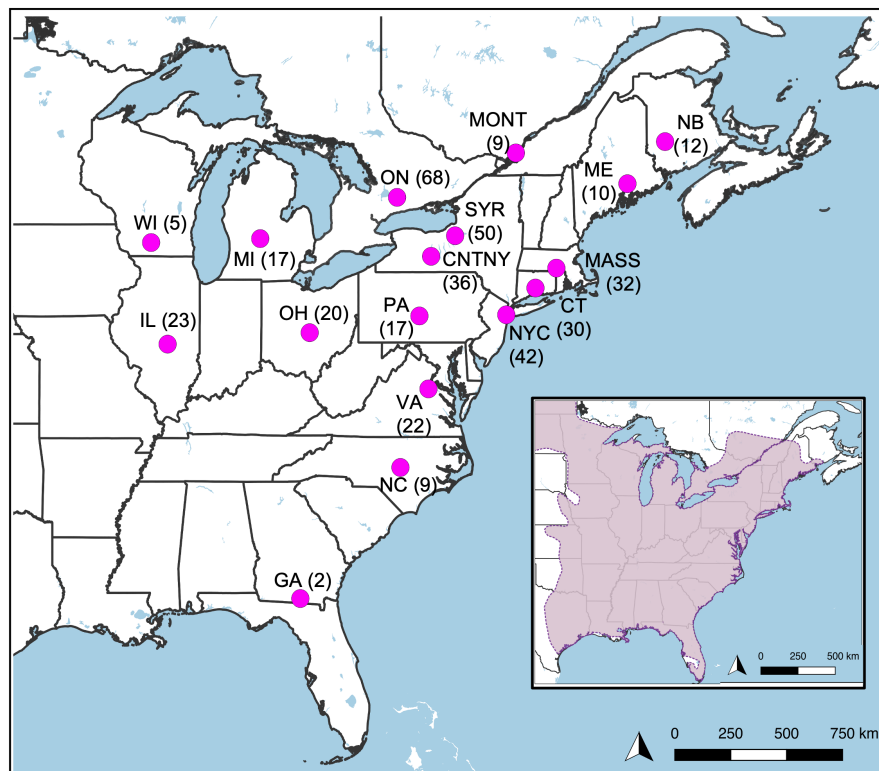 MONT
(9)
NB
(12)
ME
(10)
ON (68)
SYR
(50)
WI (5)
MI (17)
CNTNY
(36)
MASS
(32)
IL (23)
OH (20)
PA
(17)
CT
(30)
NYC
(42)
VA
(22)
NC (9)
GA (2)
0 250 500 km
0 250 500 750 km